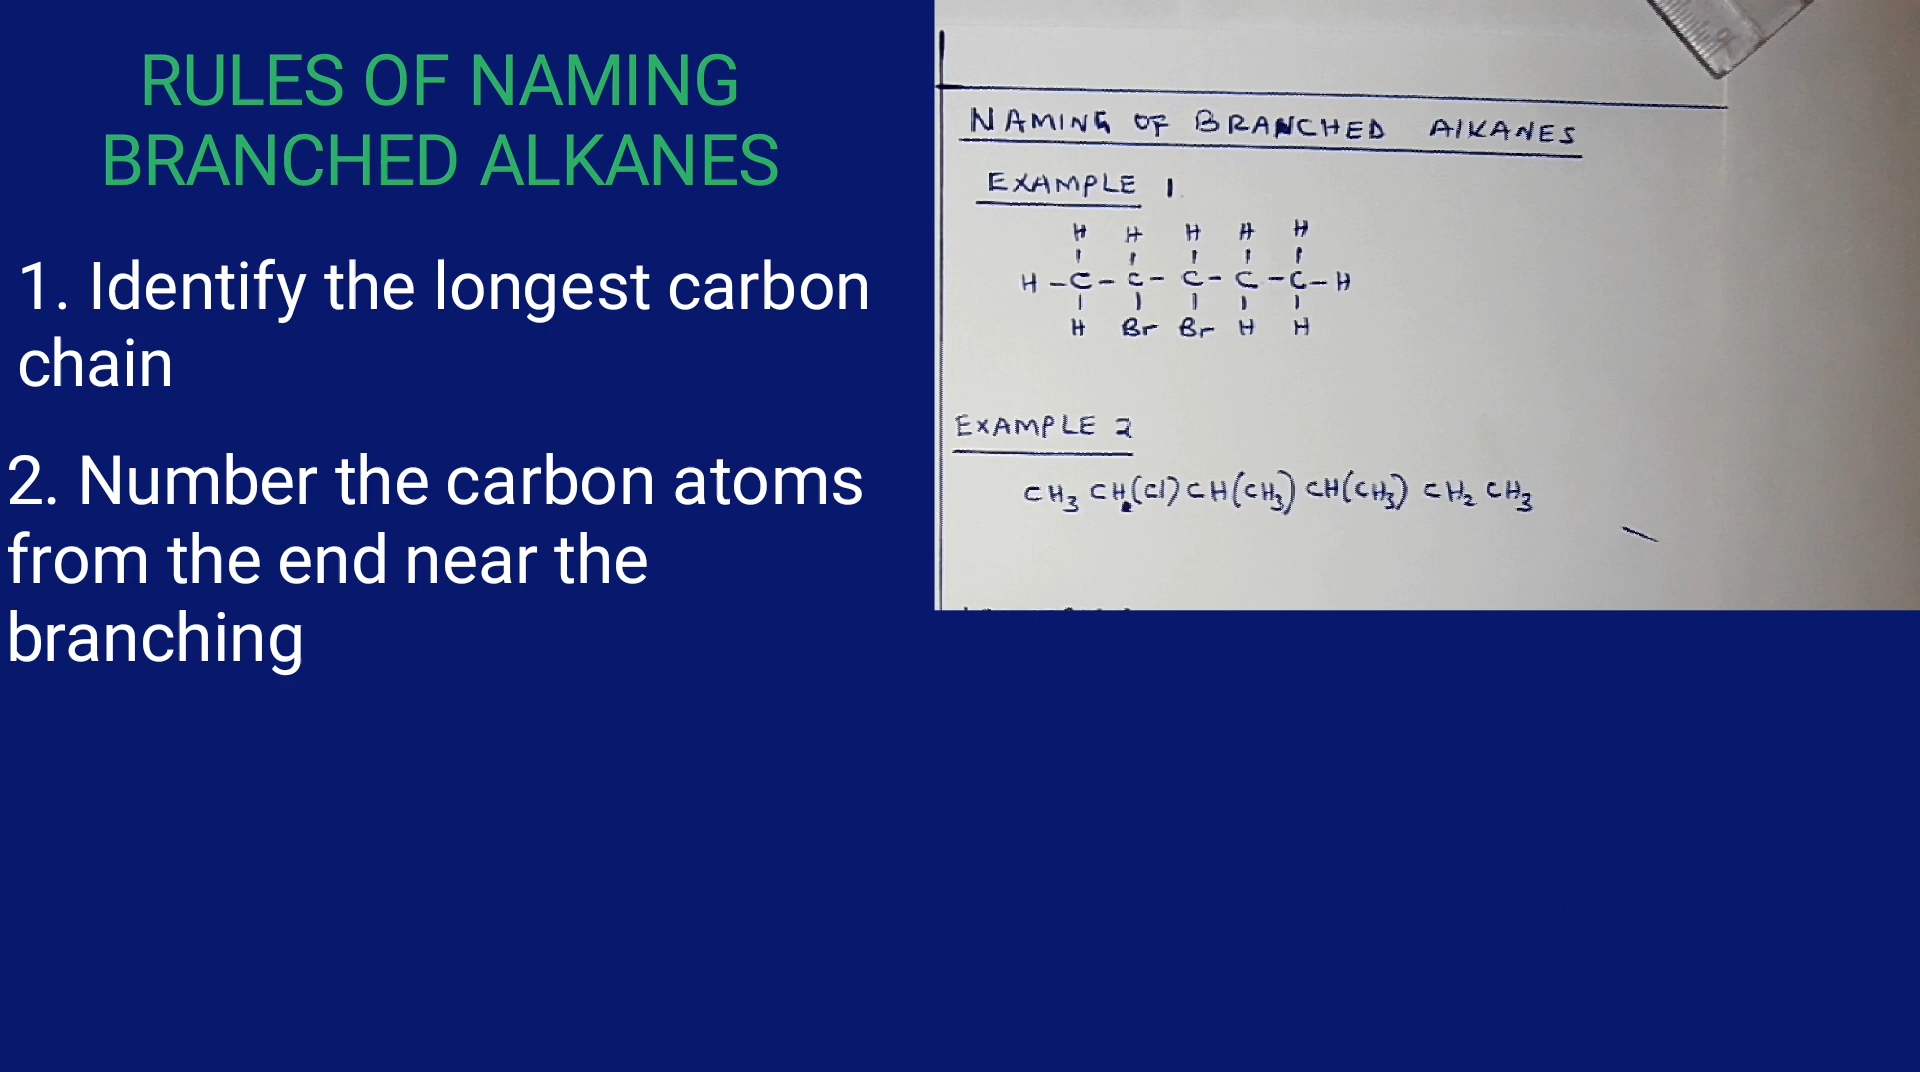 RULES OF NAMING
BRANCHED ALKANES
1. Identify the longest carbon
chain
2. Number the carbon atoms
from the end near the
branching
NAMING OF BRANCHED AlKANES
EXAMPLE 1
H H H H H
H - C - C - C - C - C - H
H Br Br H H
EXAMPLE 2
CH₃ CH(Cl) CH(CH₃) CH(CH₃) CH₂ CH₃